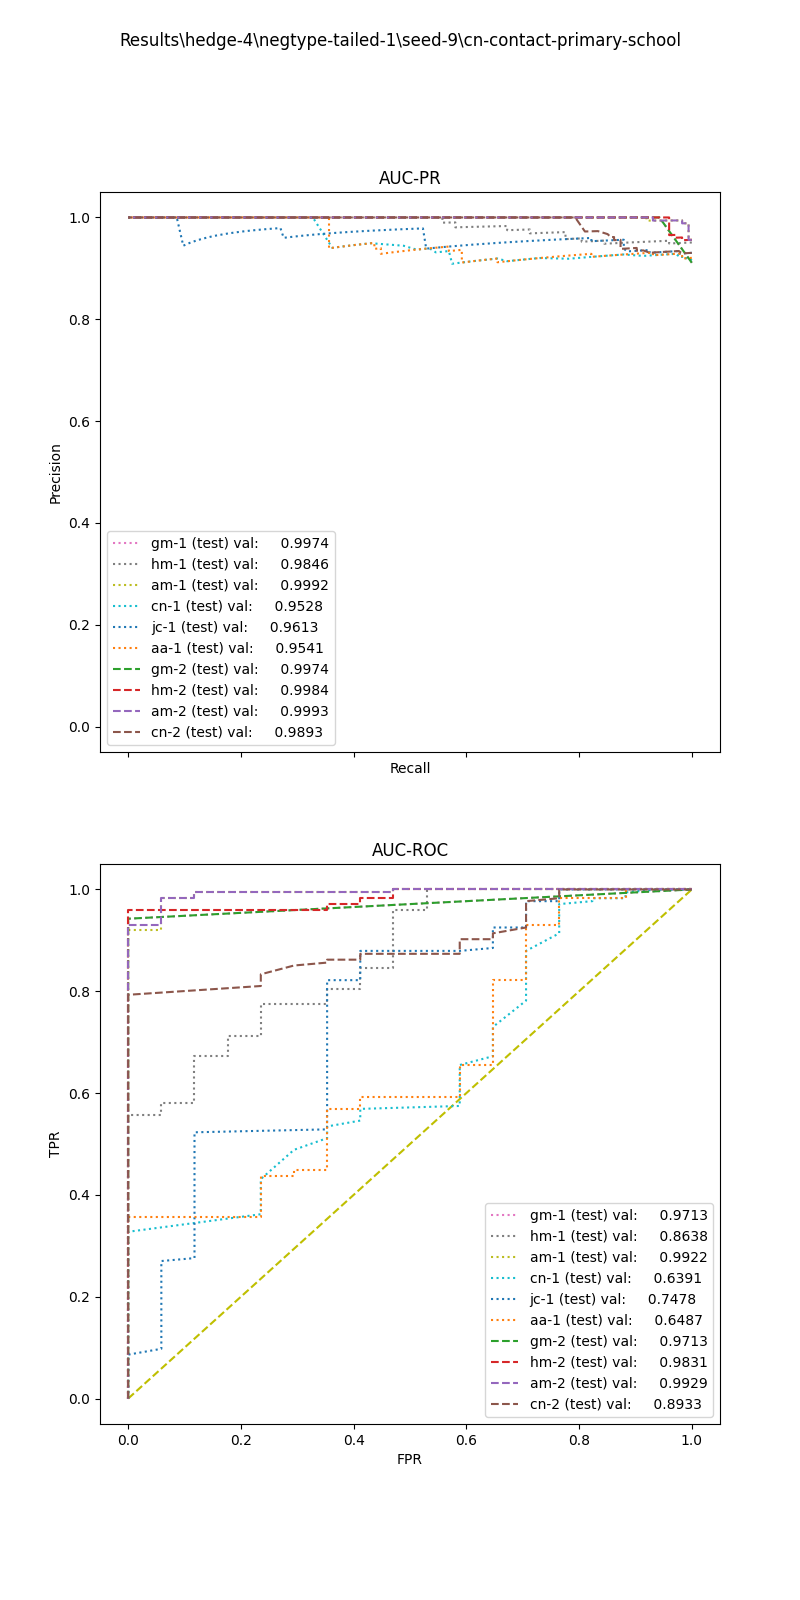 Results\hedge-4\negtype-tailed-1\seed-9\cn-contact-primary-school
AUC-PR
1.0
0.8
0.6
0.4
0.2
0.0
Precision
gm-1 (test) val: 0.9974
hm-1 (test) val: 0.9846
am-1 (test) val: 0.9992
cn-1 (test) val: 0.9528
jc-1 (test) val: 0.9613
aa-1 (test) val: 0.9541
gm-2 (test) val: 0.9974
hm-2 (test) val: 0.9984
am-2 (test) val: 0.9993
cn-2 (test) val: 0.9893
Recall
AUC-ROC
1.0
0.8
0.6
0.4
0.2
0.0
TPR
gm-1 (test) val: 0.9713
hm-1 (test) val: 0.8638
am-1 (test) val: 0.9922
cn-1 (test) val: 0.6391
jc-1 (test) val: 0.7478
aa-1 (test) val: 0.6487
gm-2 (test) val: 0.9713
hm-2 (test) val: 0.9831
am-2 (test) val: 0.9929
cn-2 (test) val: 0.8933
0.0 0.2 0.4 0.6 0.8 1.0
FPR